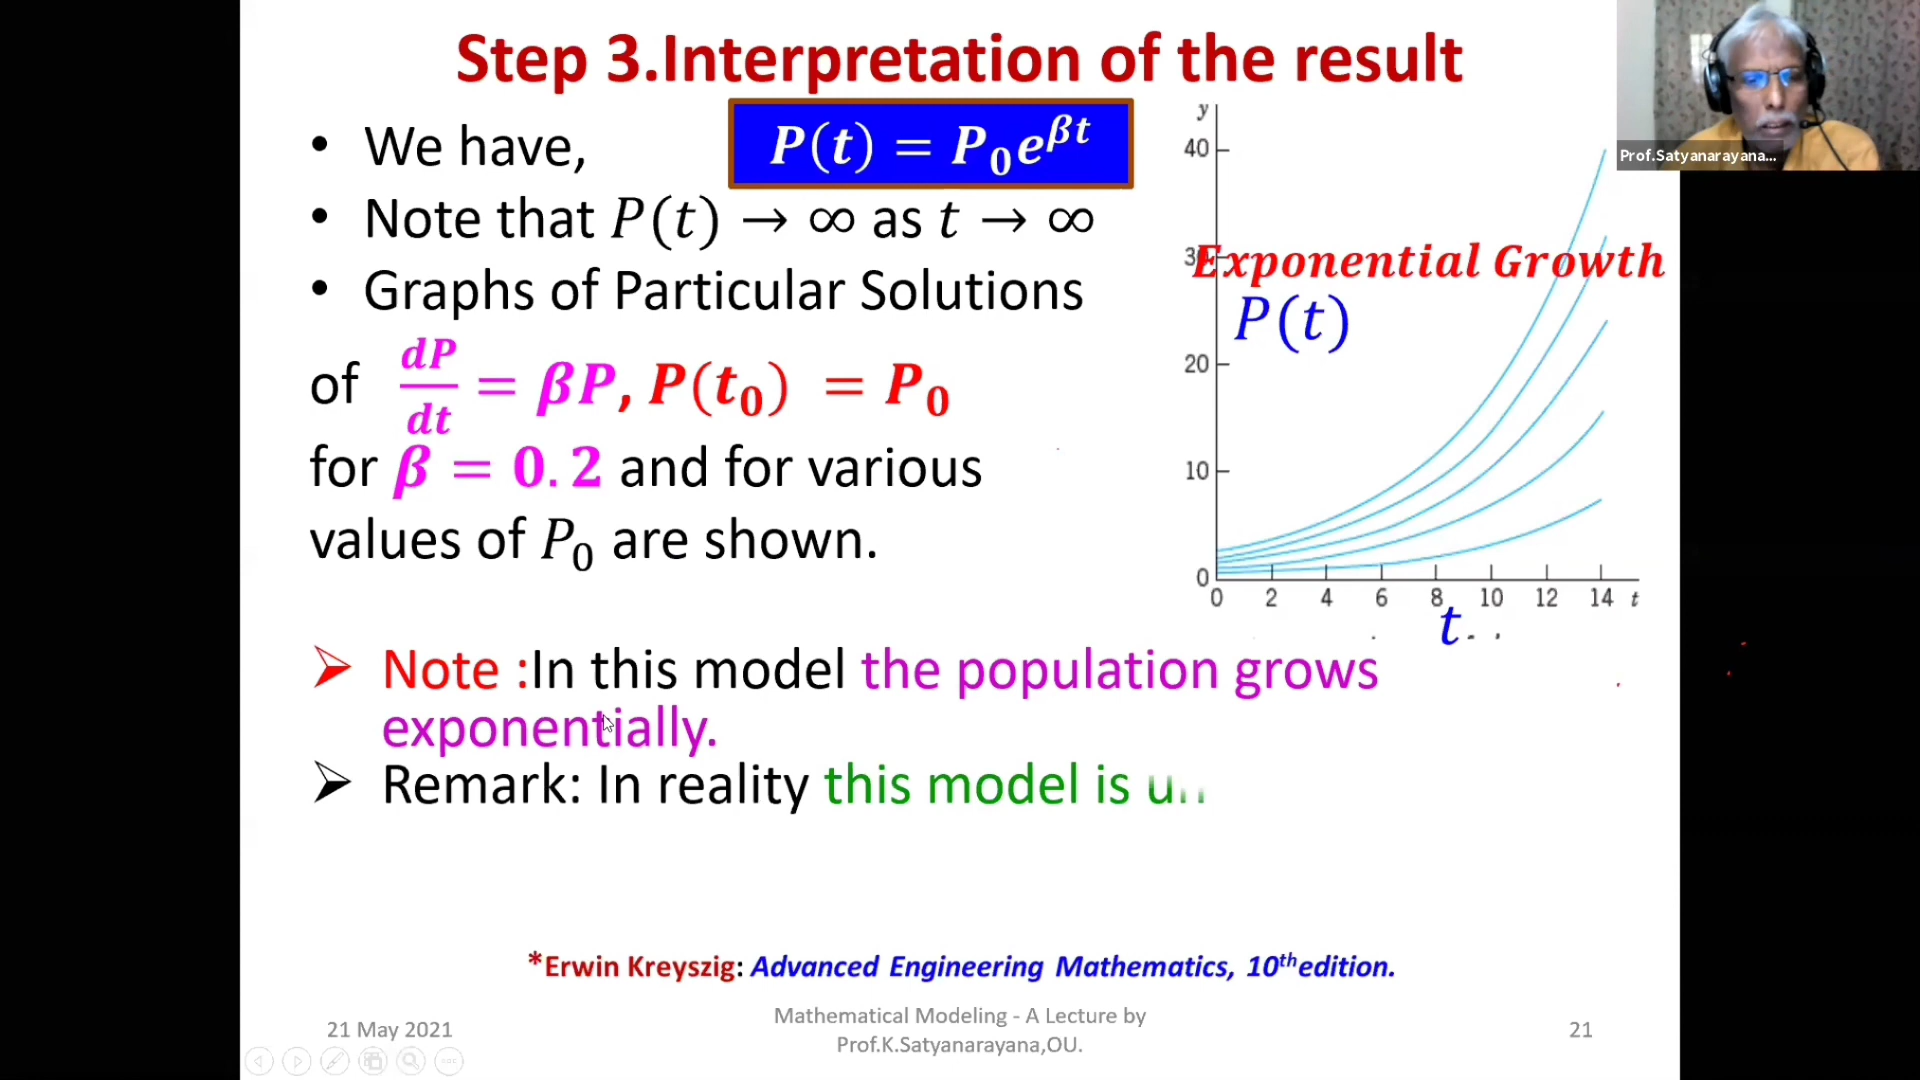 Step 3.Interpretation of the result
• We have, P(t) = P₀e^{βt}
• Note that P(t) → ∞ as t → ∞
• Graphs of Particular Solutions
of dP/dt = βP, P(t₀) = P₀
for β = 0.2 and for various
values of P₀ are shown.
y
40
Exponential Growth
P(t)
20
10
0
0 2 4 6 8 10 12 14 t
t
➢ Note :In this model the population grows
exponentially.
➢ Remark: In reality this model is
*Erwin Kreyszig: Advanced Engineering Mathematics, 10th edition.
21 May 2021
Mathematical Modeling - A Lecture by
Prof.K.Satyanarayana,OU.
21
Prof.Satyanarayana...